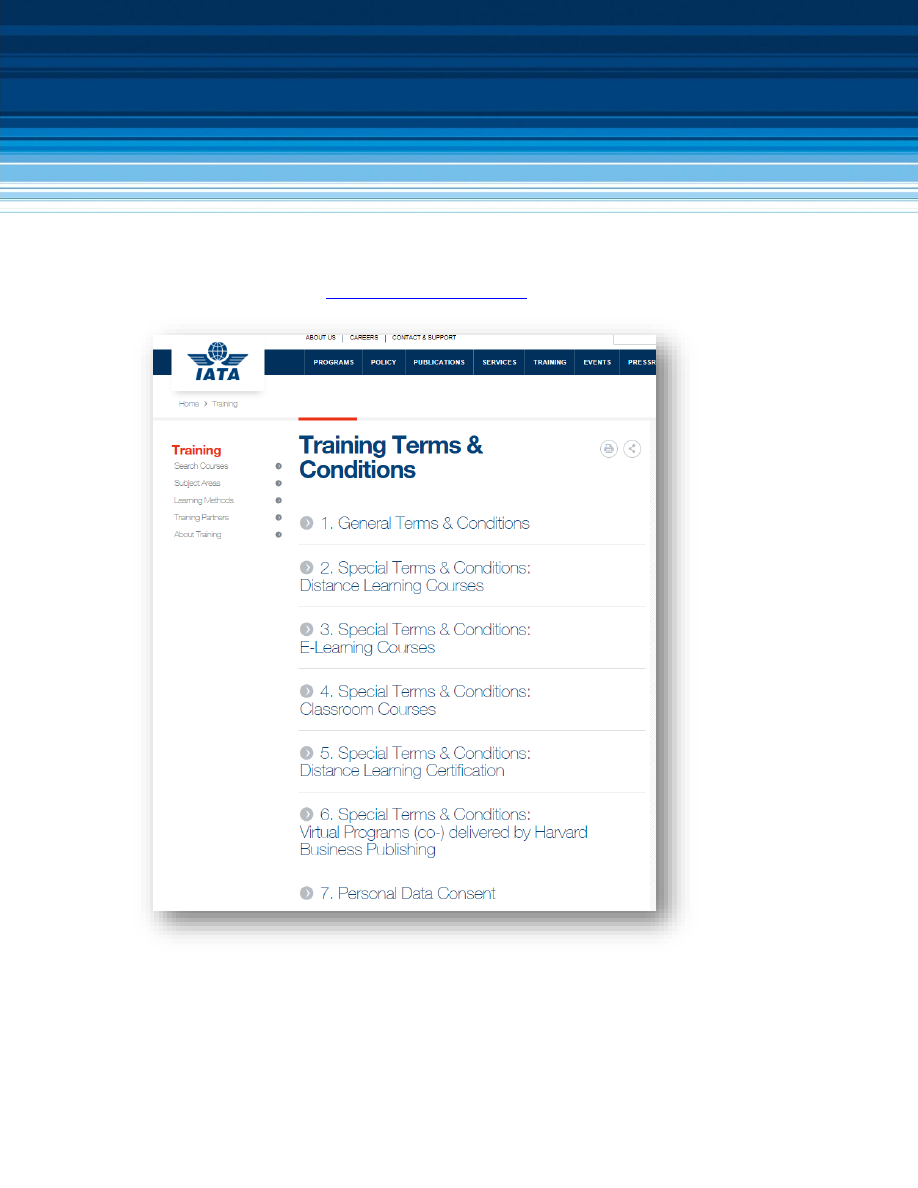 ABOUT US | CAREERS | CONTACT & SUPPORT
IATA
PROGRAMS POLICY PUBLICATIONS SERVICES TRAINING EVENTS PRESSR
Home > Training
Training
Search Courses
Subject Areas
Learning Methods
Training Partners
About Training
Training Terms &
Conditions
1. General Terms & Conditions
2. Special Terms & Conditions:
Distance Learning Courses
3. Special Terms & Conditions:
E-Learning Courses
4. Special Terms & Conditions:
Classroom Courses
5. Special Terms & Conditions:
Distance Learning Certification
6. Special Terms & Conditions:
Virtual Programs (co-) delivered by Harvard
Business Publishing
7. Personal Data Consent